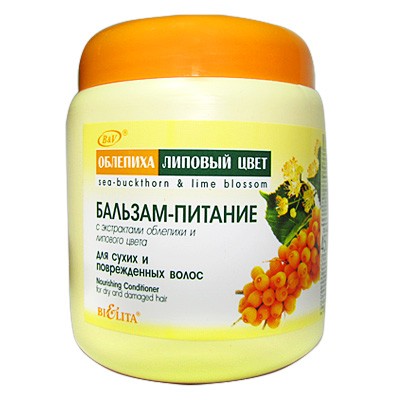 B&V®
ОБЛЕПИХА ЛИПОВЫЙ ЦВЕТ
sea-buckthorn & lime blossom
БАЛЬЗАМ-ПИТАНИЕ
с экстрактами облепихи и
липового цвета
для сухих и
поврежденных волос
Nourishing Conditioner
for dry and damaged hair
BIELITA®